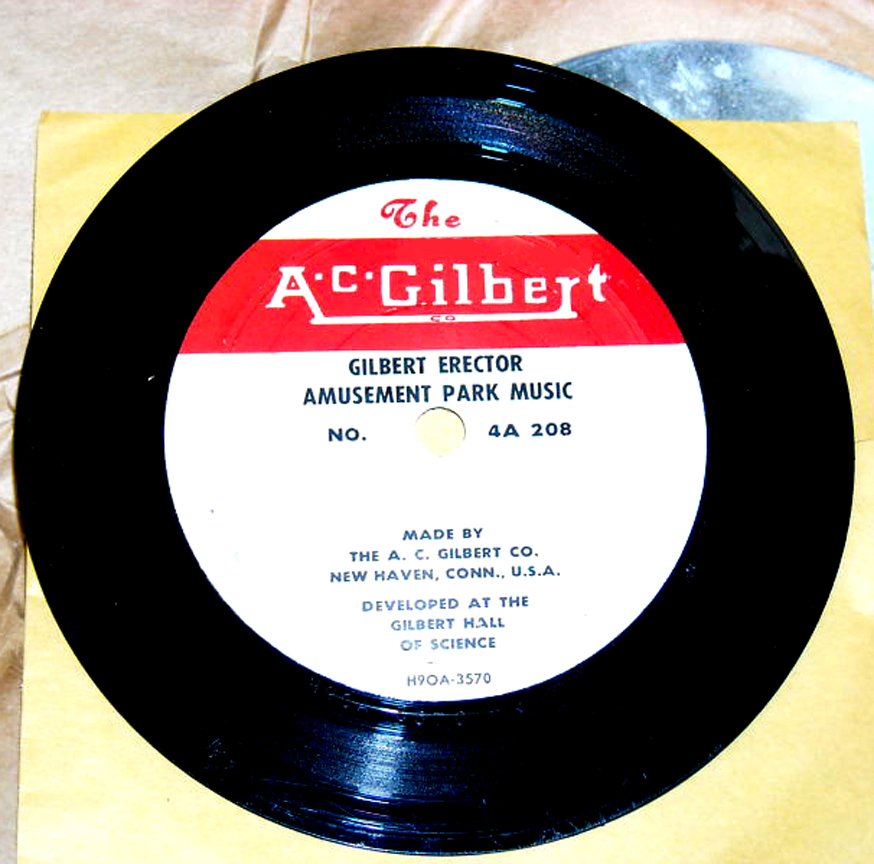 The
A·C·Gilbert
CO
GILBERT ERECTOR
AMUSEMENT PARK MUSIC
NO. 4A 208
MADE BY
THE A. C. GILBERT CO.
NEW HAVEN, CONN., U.S.A.
DEVELOPED AT THE
GILBERT HALL
OF SCIENCE
H9OA-3570